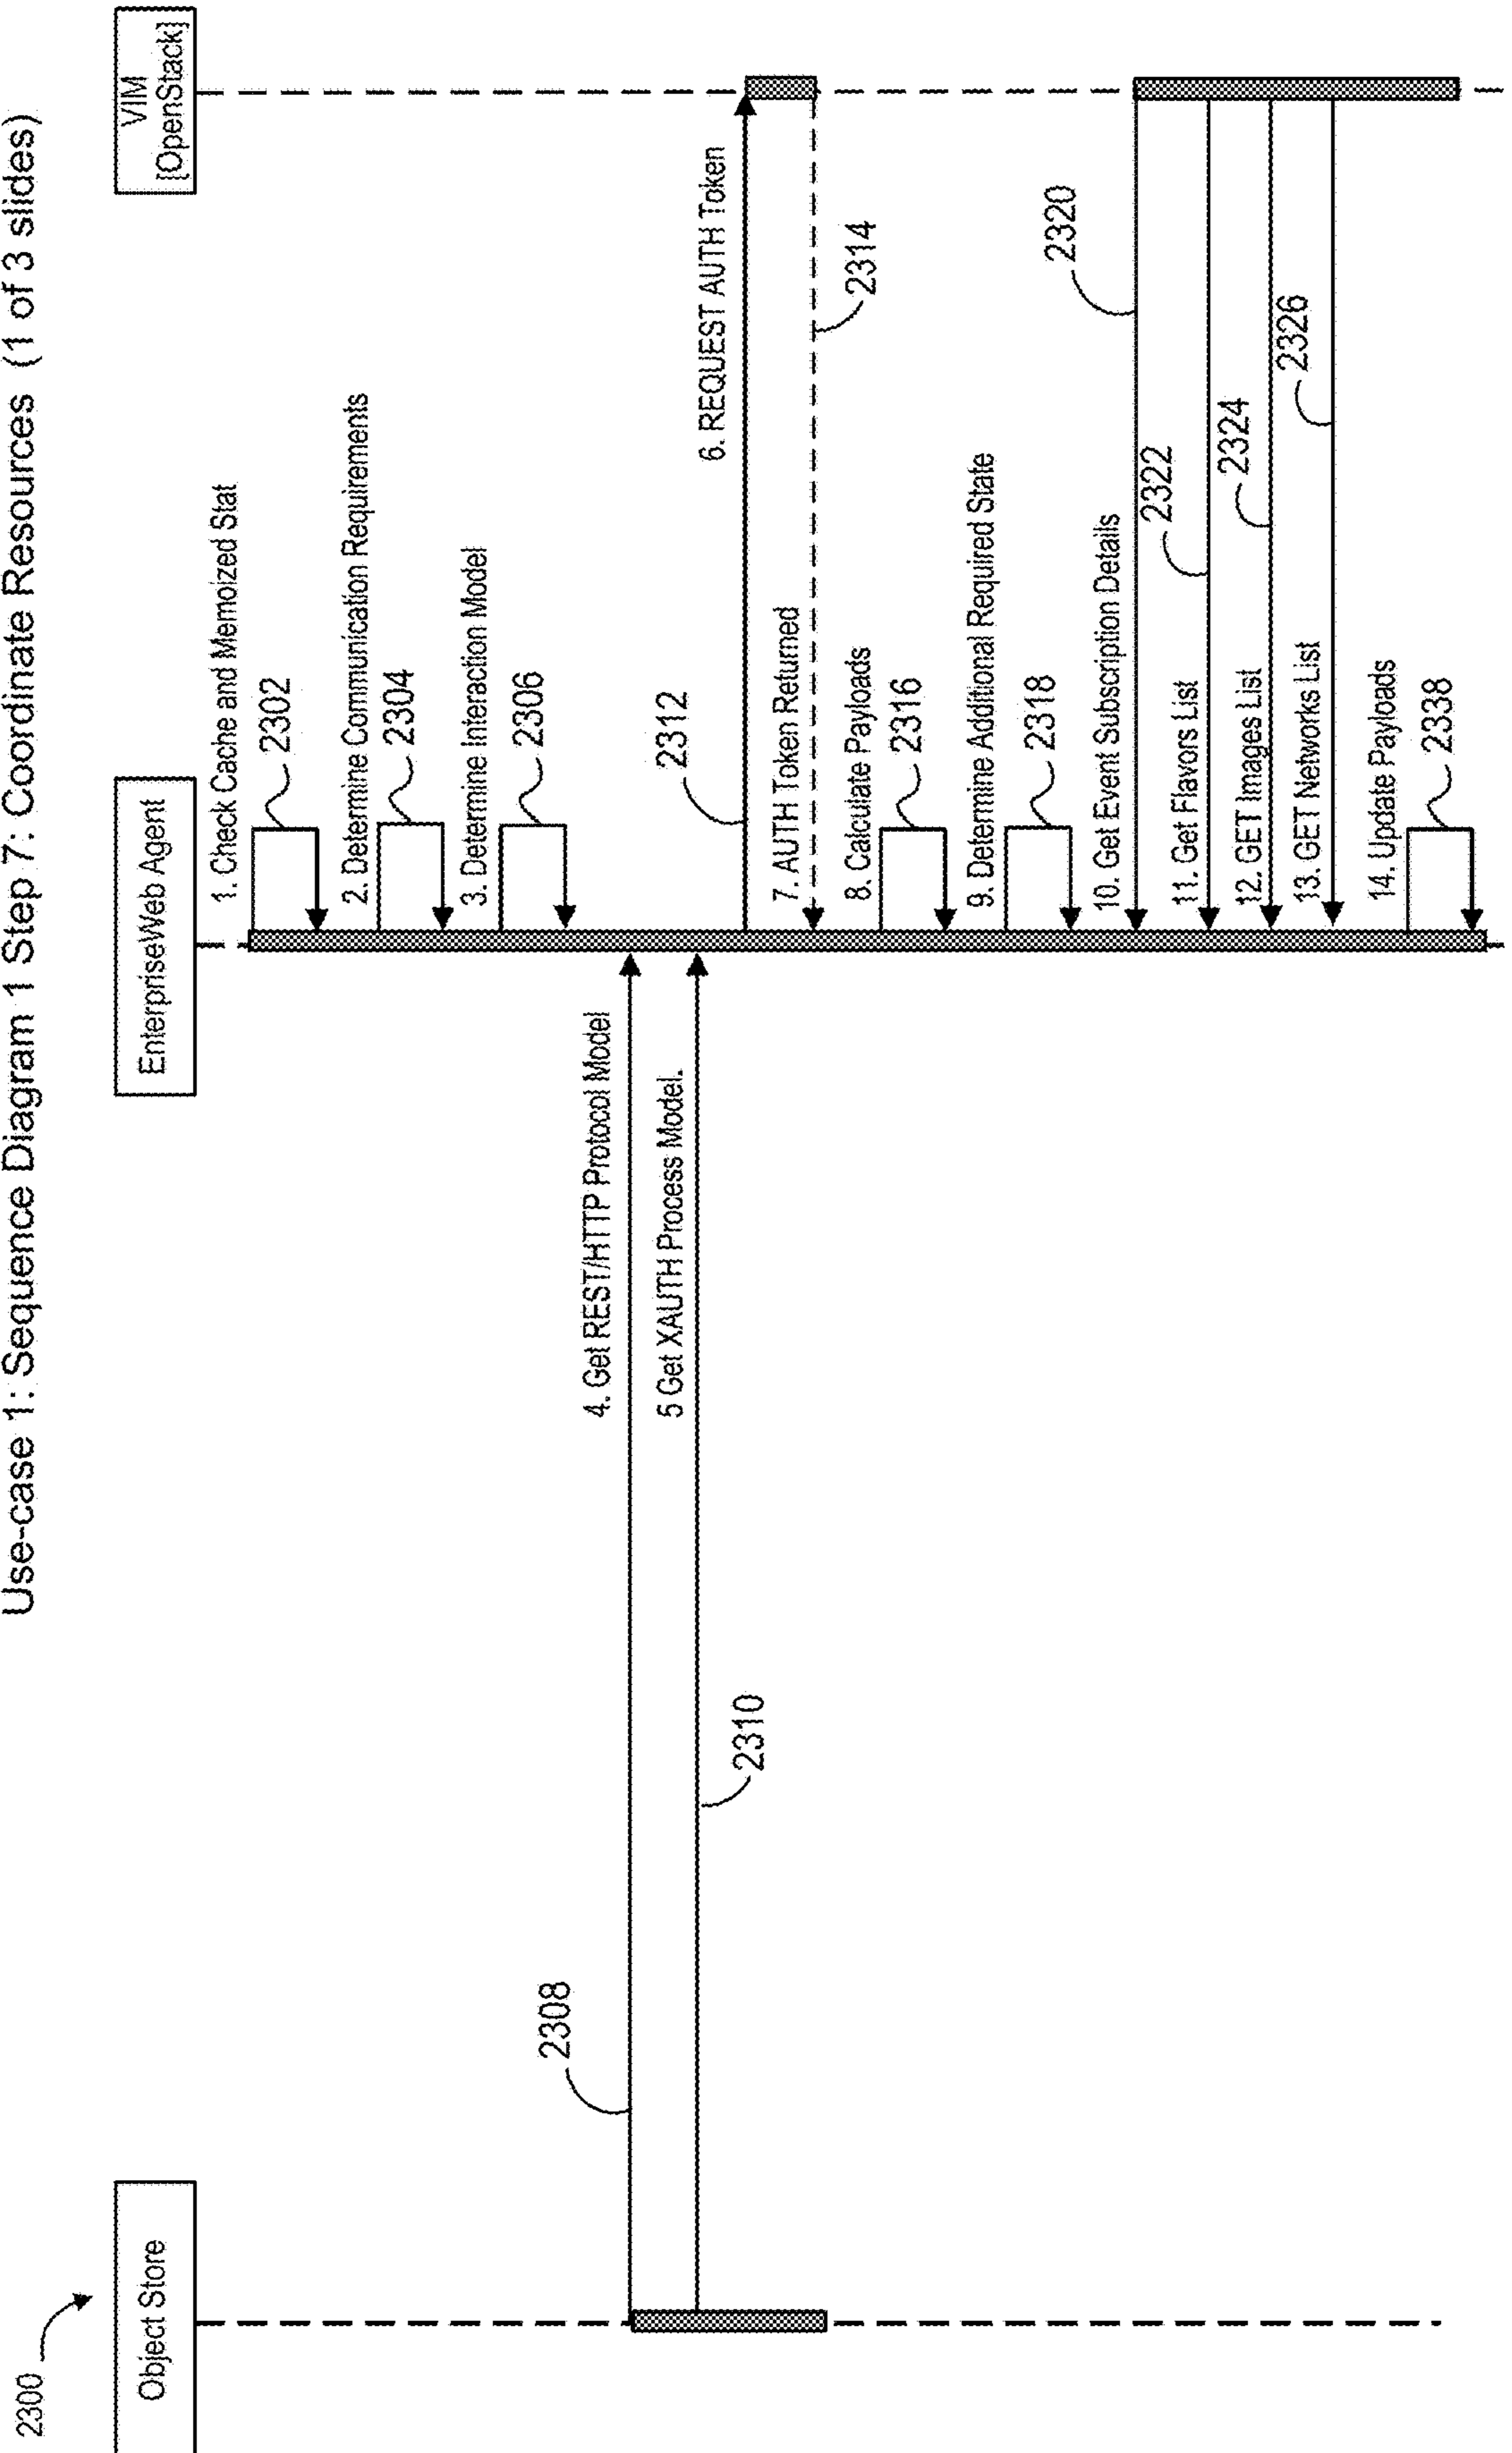 Use-case 1: Sequence Diagram 1 Step 7: Coordinate Resources (1 of 3 slides)
2300
Object Store
EnterpriseWeb Agent
VIM
[OpenStack]
1. Check Cache and Memoized Stat
2302
2. Determine Communication Requirements
2304
3. Determine Interaction Model
2306
4. Get REST/HTTP Protocol Model
2308
5 Get XAUTH Process Model.
2310
6. REQUEST AUTH Token
2312
7. AUTH Token Returned
2314
8. Calculate Payloads
2316
9. Determine Additional Required State
2318
10. Get Event Subscription Details
2320
11. Get Flavors List
2322
12. GET Images List
2324
13. GET Networks List
2326
14. Update Payloads
2338